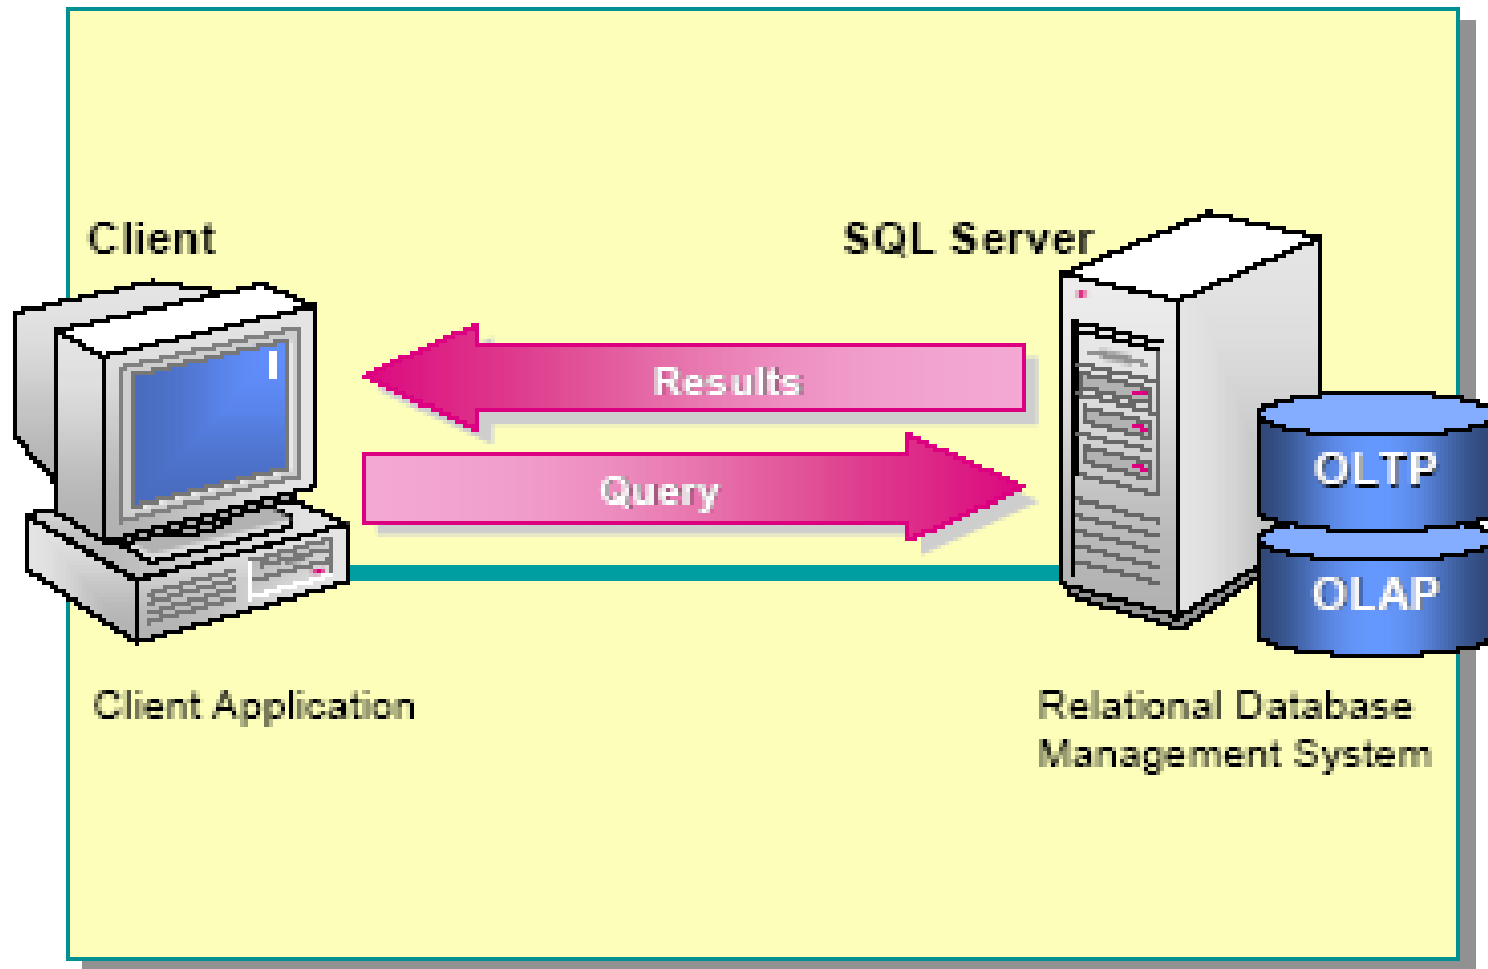 Client
SQL Server
Results
Query
OLTP
OLAP
Client Application
Relational Database
Management System